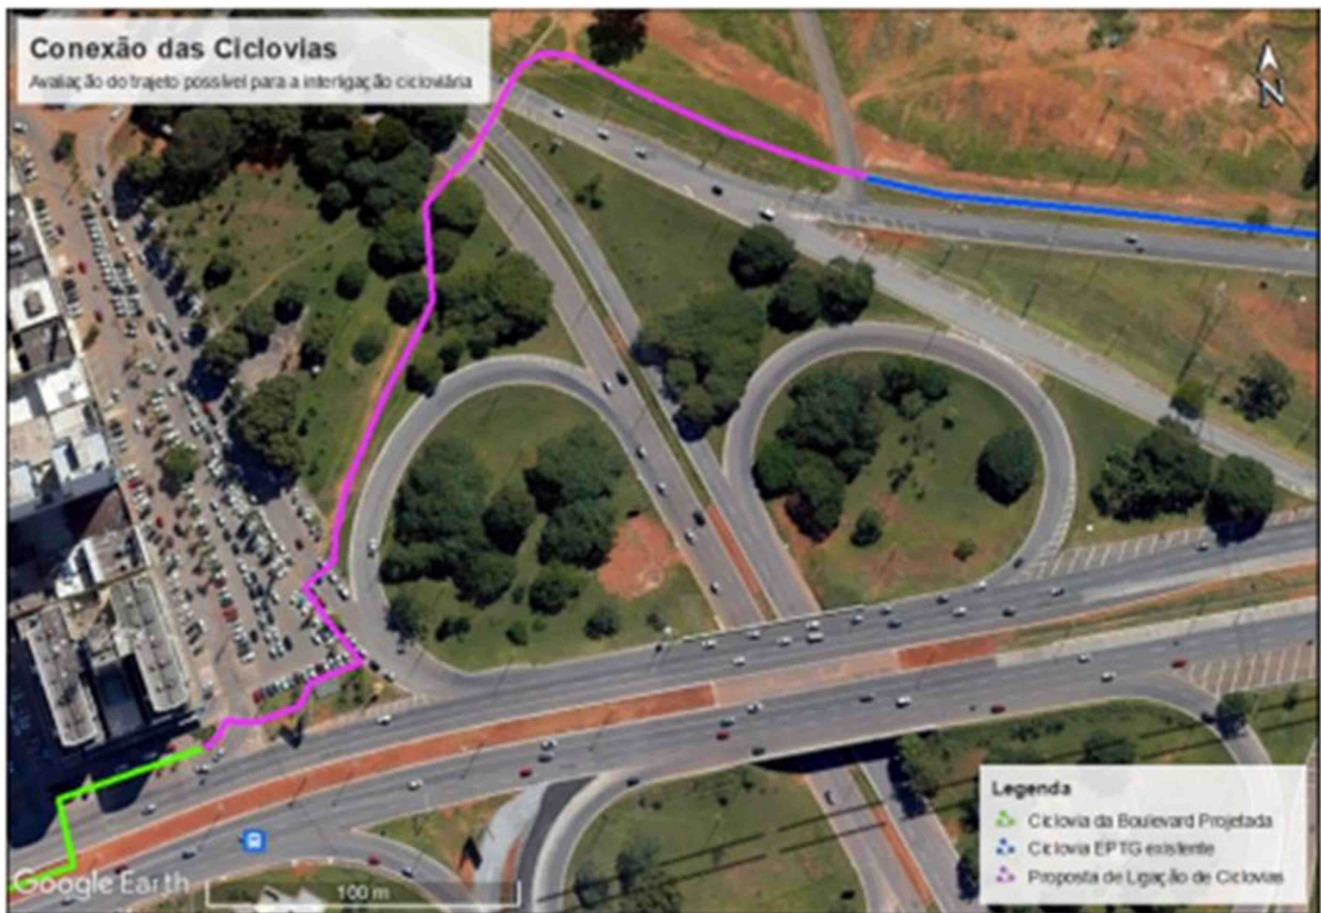 Conexão das Ciclovias
Avaliação do trajeto possível para a interligação cicloviária
N
Legenda
Ciclovia da Boulevard Projetada
Ciclovia EPTG existente
Proposta de Ligação de Ciclovias
Google Earth
100 m